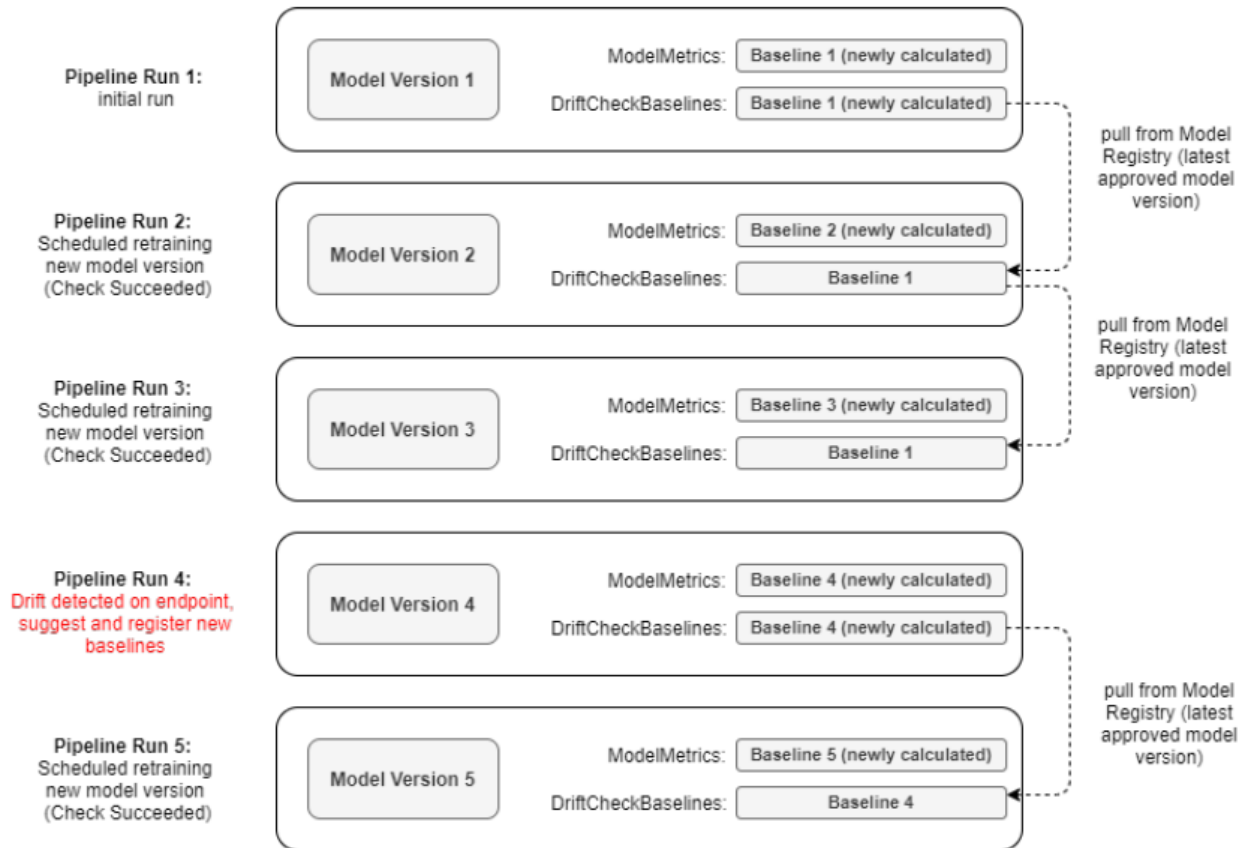 Pipeline Run 1:
initial run
Model Version 1
ModelMetrics:
Baseline 1 (newly calculated)
DriftCheckBaselines:
Baseline 1 (newly calculated)
pull from Model
Registry (latest
approved model
version)
Pipeline Run 2:
Scheduled retraining
new model version
(Check Succeeded)
Model Version 2
ModelMetrics:
Baseline 2 (newly calculated)
DriftCheckBaselines:
Baseline 1
pull from Model
Registry (latest
approved model
version)
Pipeline Run 3:
Scheduled retraining
new model version
(Check Succeeded)
Model Version 3
ModelMetrics:
Baseline 3 (newly calculated)
DriftCheckBaselines:
Baseline 1
Pipeline Run 4:
Drift detected on endpoint,
suggest and register new
baselines
Model Version 4
ModelMetrics:
Baseline 4 (newly calculated)
DriftCheckBaselines:
Baseline 4 (newly calculated)
pull from Model
Registry (latest
approved model
version)
Pipeline Run 5:
Scheduled retraining
new model version
(Check Succeeded)
Model Version 5
ModelMetrics:
Baseline 5 (newly calculated)
DriftCheckBaselines:
Baseline 4